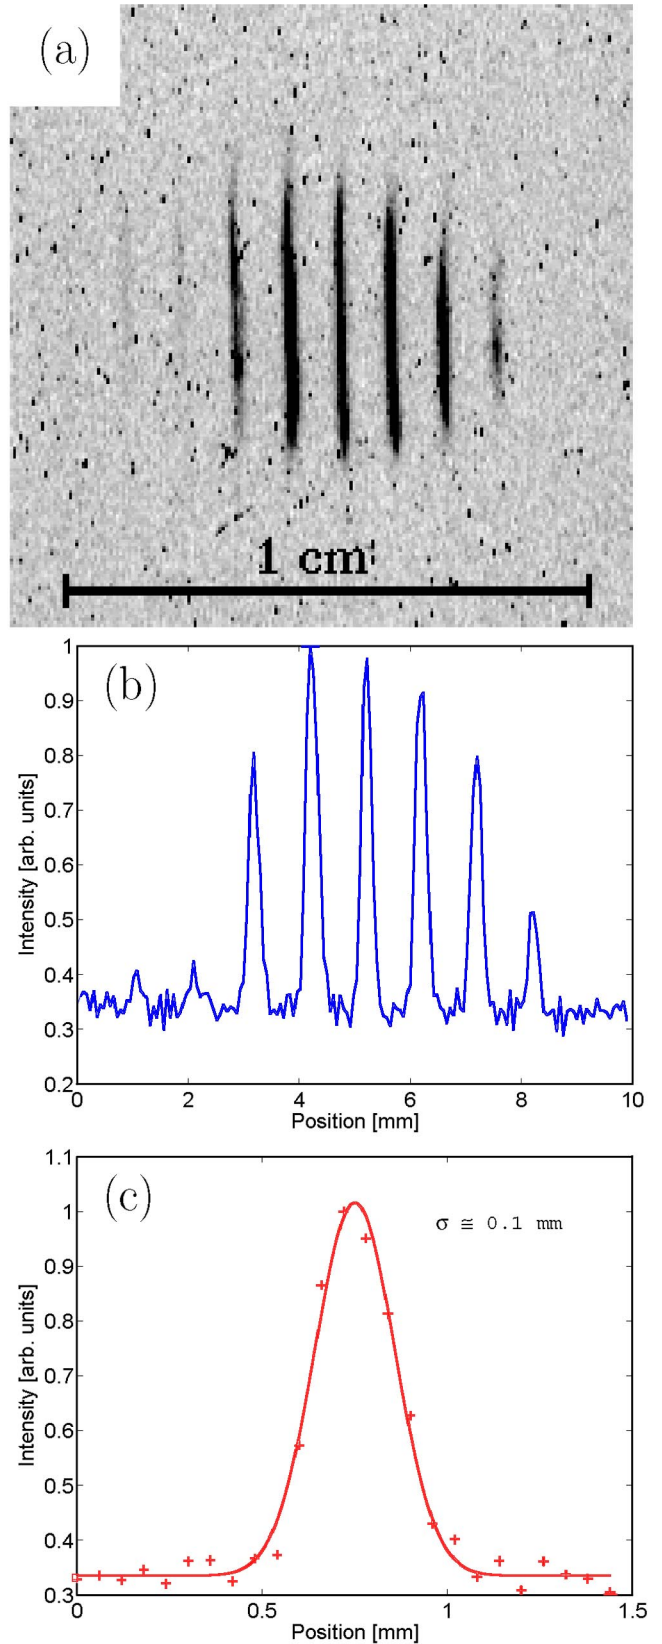 (a)
1 cm
(b)
1
0.9
0.8
0.7
0.6
0.5
0.4
0.3
0.2
Intensity [arb. units]
0 2 4 6 8 10
Position [mm]
(c)
σ ≅ 0.1 mm
1.1
1
0.9
0.8
0.7
0.6
0.5
0.4
0.3
Intensity [arb. units]
0 0.5 1 1.5
Position [mm]